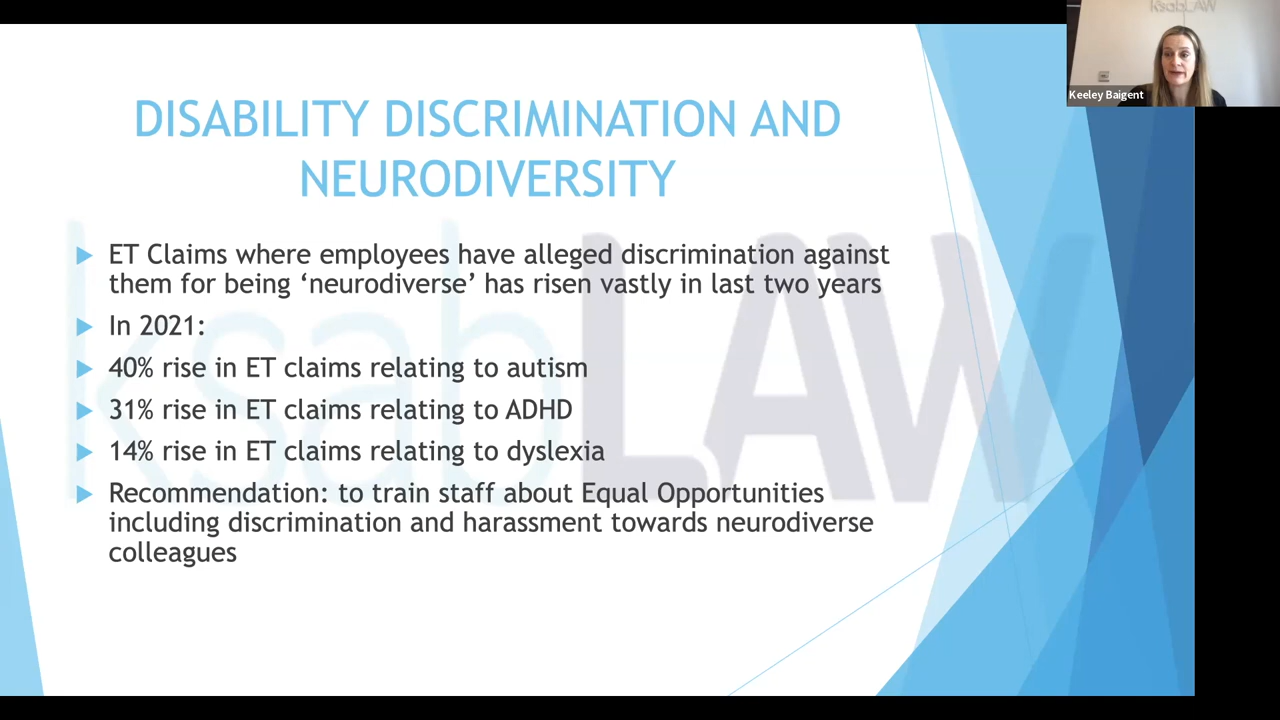 ksabLAW
Keeley Baigent
DISABILITY DISCRIMINATION AND
NEURODIVERSITY
ET Claims where employees have alleged discrimination against
them for being ‘neurodiverse’ has risen vastly in last two years
In 2021:
40% rise in ET claims relating to autism
31% rise in ET claims relating to ADHD
14% rise in ET claims relating to dyslexia
Recommendation: to train staff about Equal Opportunities
including discrimination and harassment towards neurodiverse
colleagues
ksabLAW